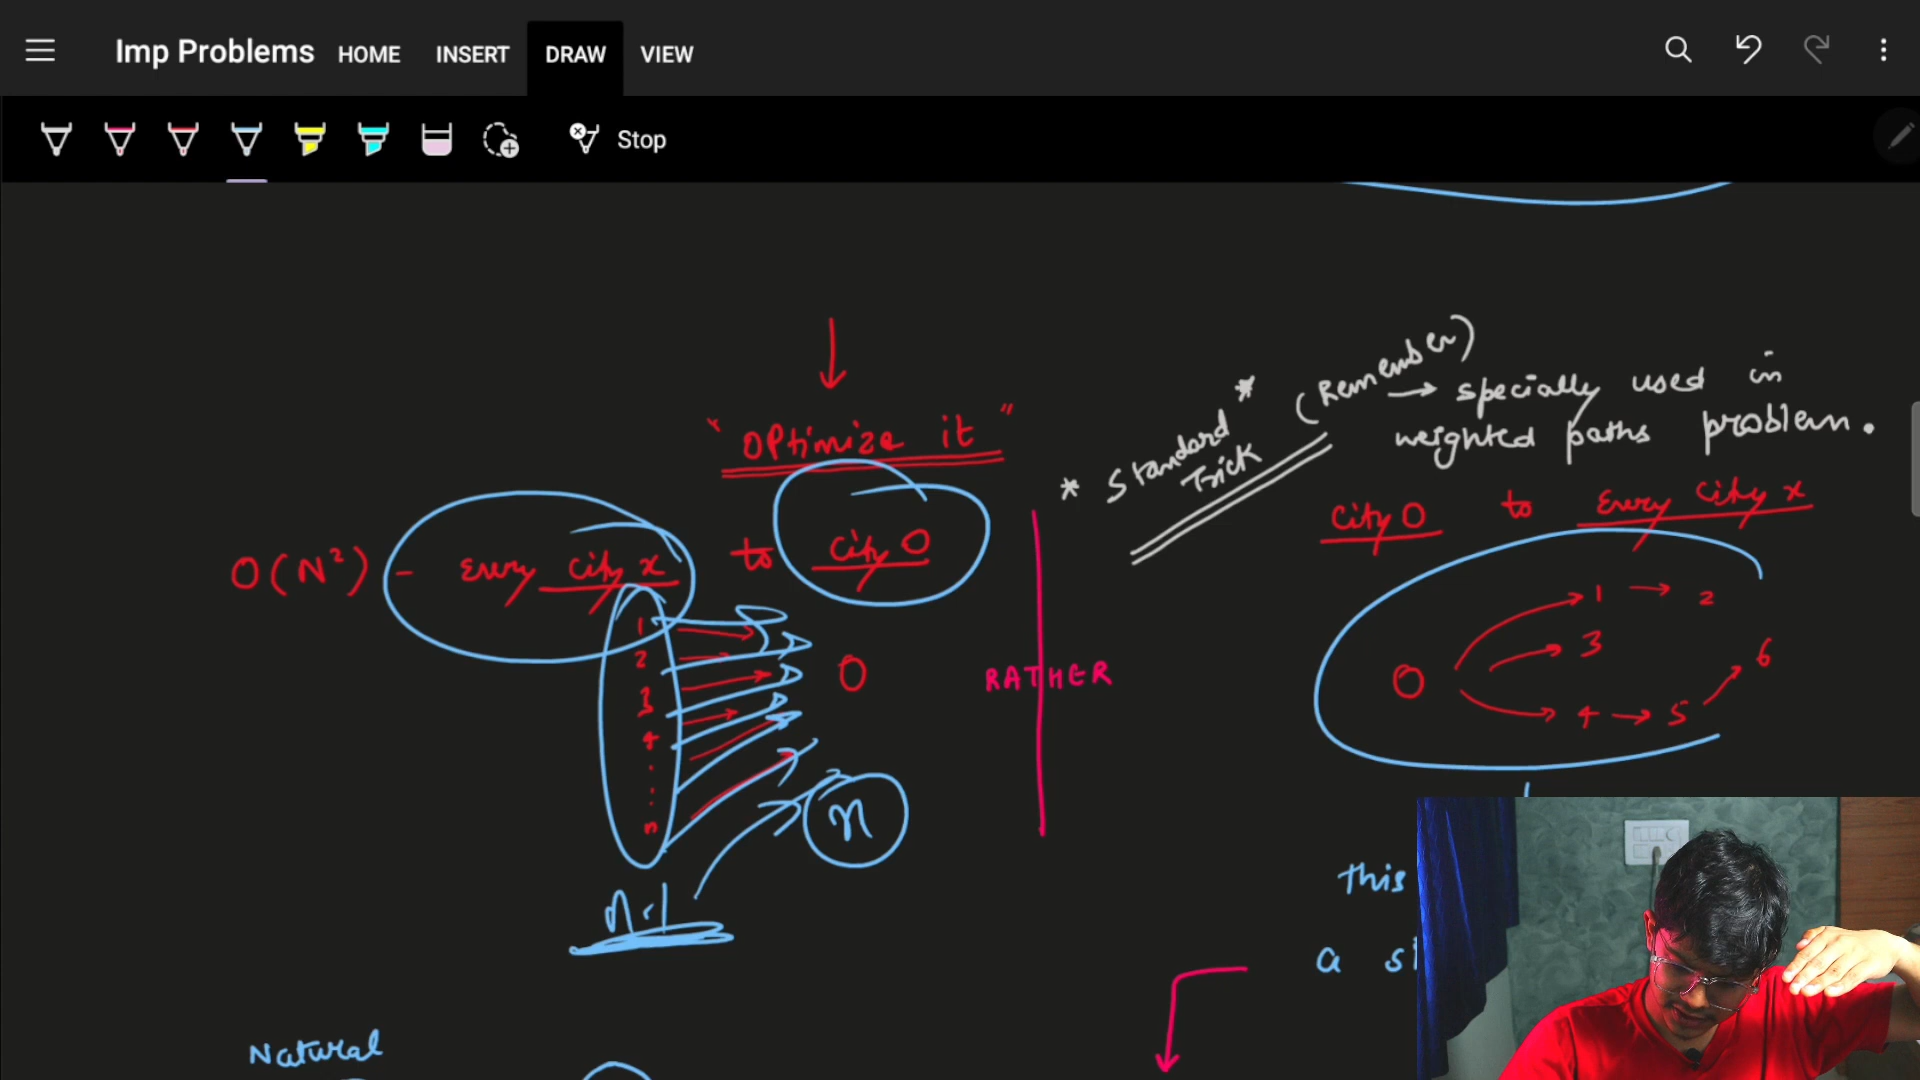 Imp Problems HOME INSERT DRAW VIEW
Stop
"Optimize it"
* Standard Trick *
(Remember)
→ specially used in
weighted paths problem.
O(N²) - Every City x to City 0
City 0 to Every City x
1
2
3
4
n
0
n
n-1
RATHER
0
1 → 2
3
4 → 5
6
this
a
Natural